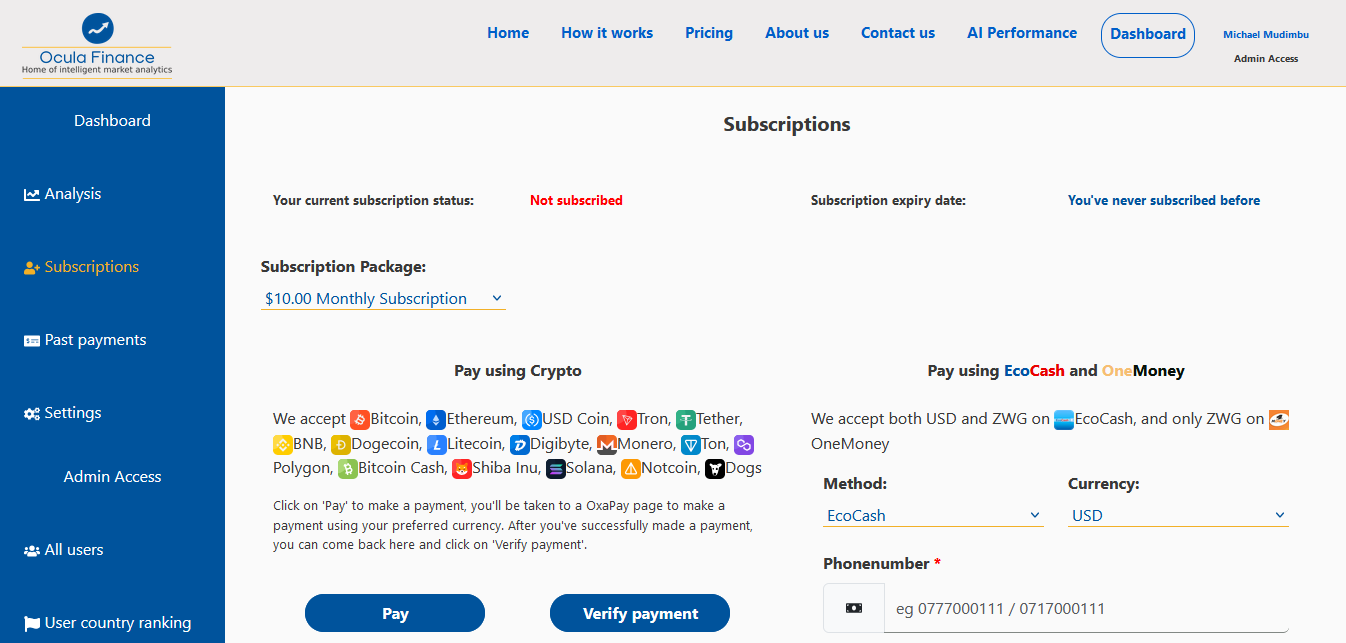 Ocula Finance
Home of intelligent market analytics
Home
How it works
Pricing
About us
Contact us
AI Performance
Dashboard
Michael Mudimbu
Admin Access
Dashboard
Analysis
Subscriptions
Past payments
Settings
Admin Access
All users
User country ranking
Subscriptions
Your current subscription status:
Not subscribed
Subscription expiry date:
You've never subscribed before
Subscription Package:
$10.00 Monthly Subscription
Pay using Crypto
We accept Bitcoin, Ethereum, USD Coin, Tron, Tether,
BNB, Dogecoin, Litecoin, Digibyte, Monero, Ton,
Polygon, Bitcoin Cash, Shiba Inu, Solana, Notcoin, Dogs
Click on 'Pay' to make a payment, you'll be taken to a OxaPay page to make a
payment using your preferred currency. After you've successfully made a payment,
you can come back here and click on 'Verify payment'.
Pay
Verify payment
Pay using EcoCash and OneMoney
We accept both USD and ZWG on EcoCash, and only ZWG on
OneMoney
Method:
Currency:
EcoCash
USD
Phonenumber *
eg 0777000111 / 0717000111